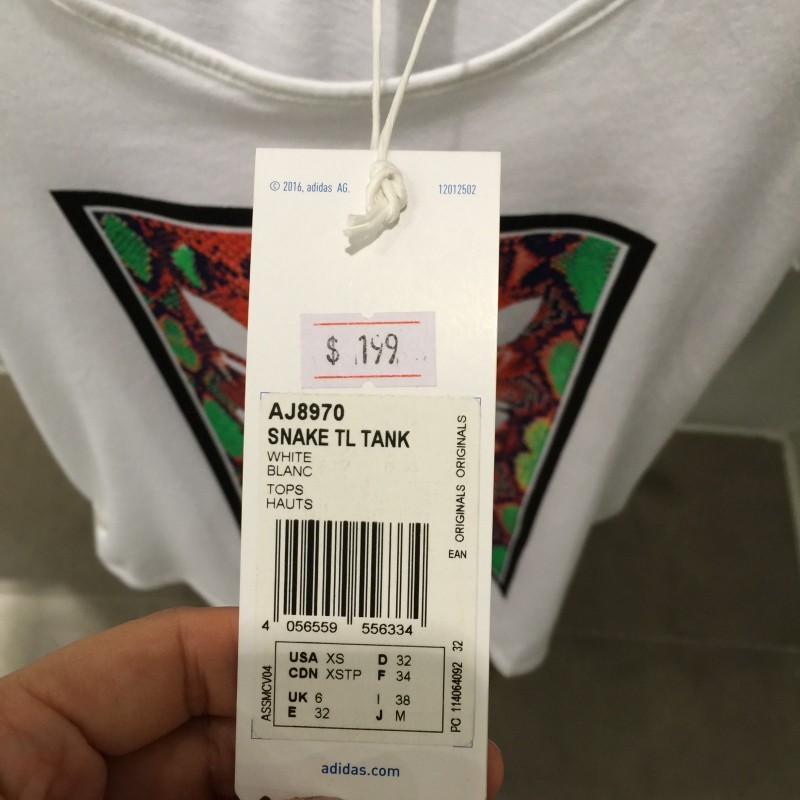 © 2016, adidas AG.
12012502
$ 199
AJ8970
SNAKE TL TANK
WHITE
BLANC
TOPS
HAUTS
ORIGINALS ORIGINALS
EAN
4 056559 556334
USA XS D 32
CDN XSTP F 34
UK 6 I 38
E 32 J M
ASSMCV04
PC 114064092 32
adidas.com